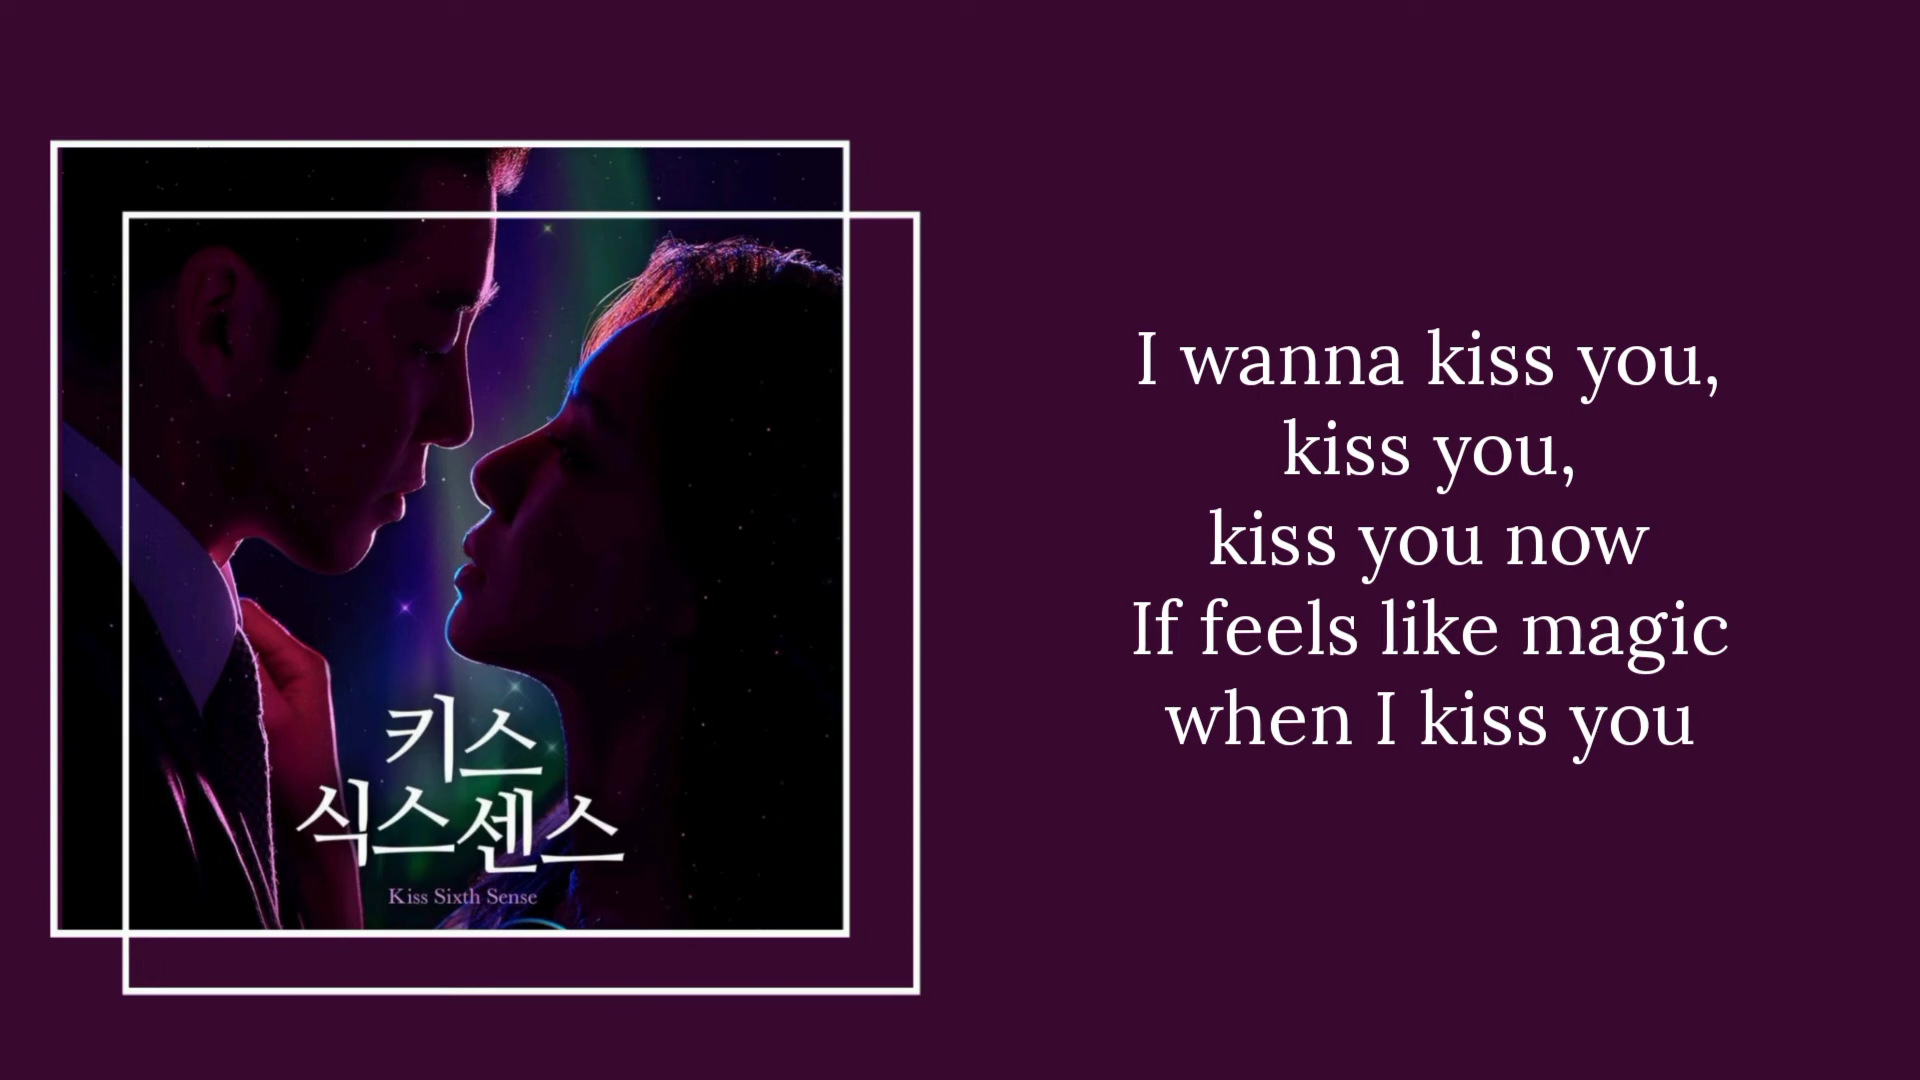 키스
식스센스
Kiss Sixth Sense
I wanna kiss you,
kiss you,
kiss you now
If feels like magic
when I kiss you